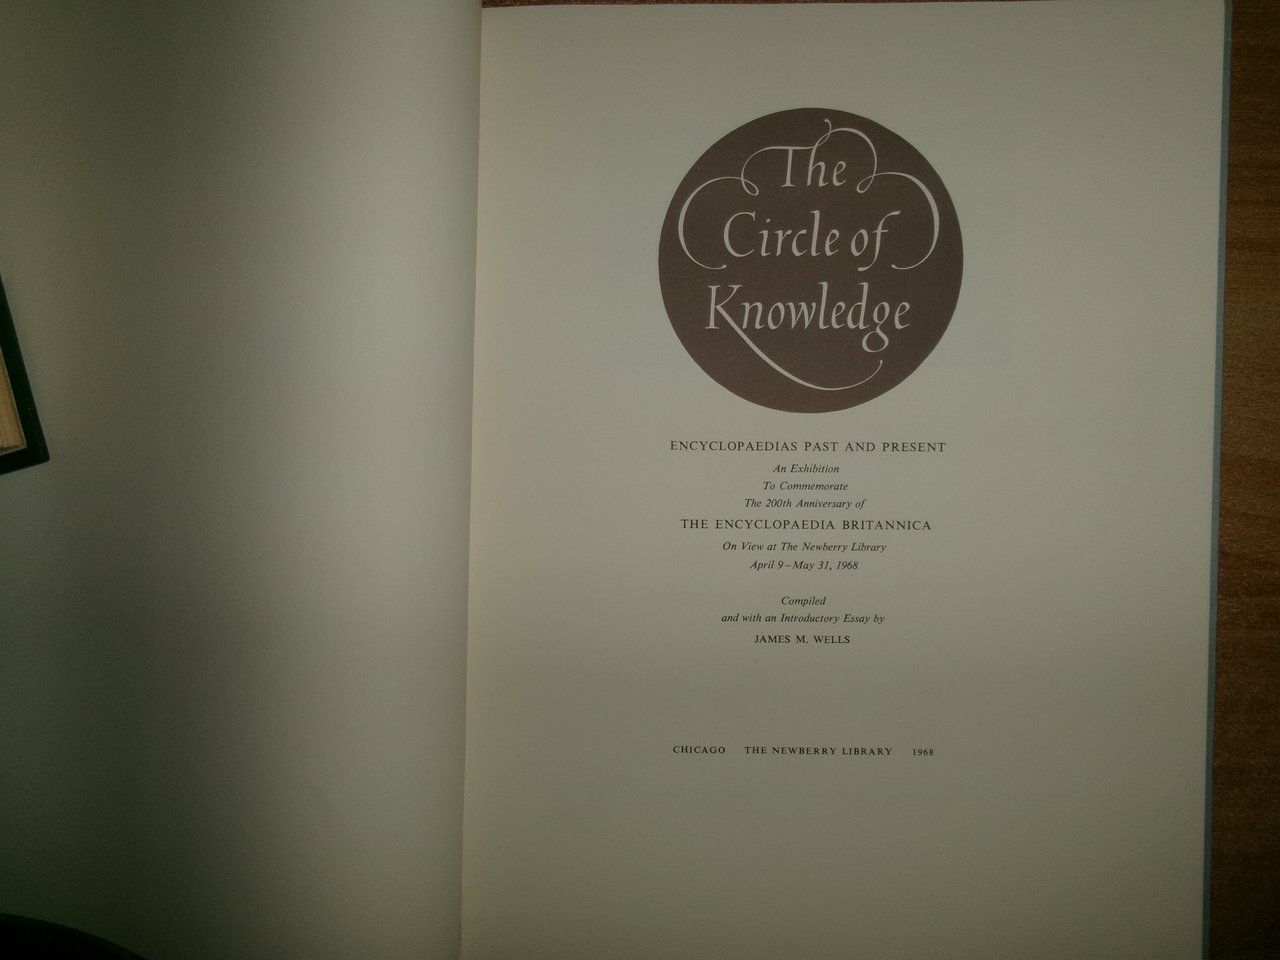 The
Circle of
Knowledge
ENCYCLOPAEDIAS PAST AND PRESENT
An Exhibition
To Commemorate
The 200th Anniversary of
THE ENCYCLOPAEDIA BRITANNICA
On View at The Newberry Library
April 9–May 31, 1968
Compiled
and with an Introductory Essay by
JAMES M. WELLS
CHICAGO THE NEWBERRY LIBRARY 1968